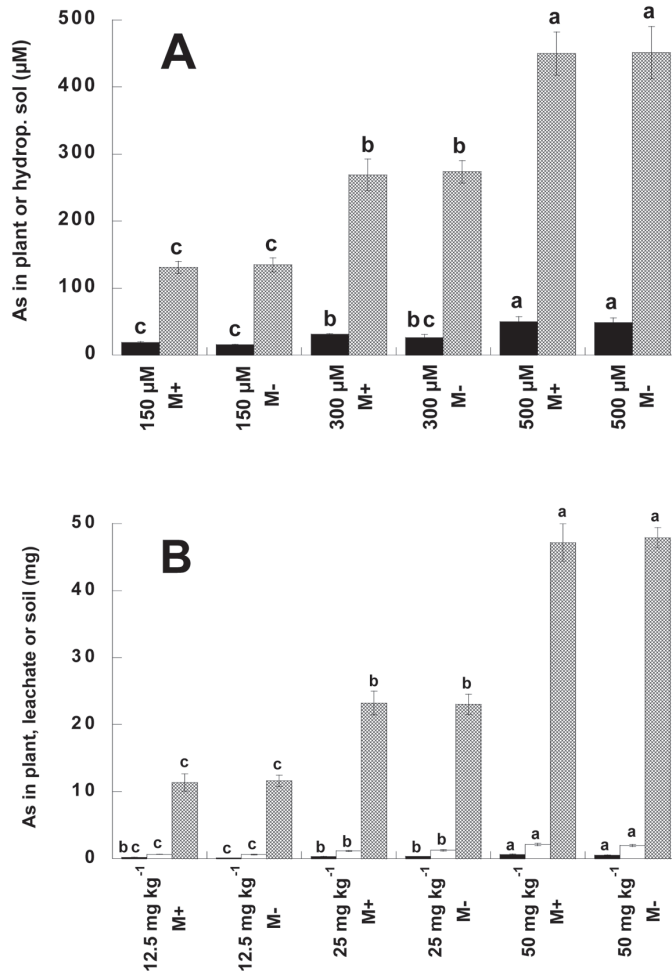 A
As in plant or hydrop. sol (µM)
500
400
300
200
100
0
c c c c b b b c b a a a a
150 µM M+
150 µM M-
300 µM M+
300 µM M-
500 µM M+
500 µM M-
B
As in plant, leachate or soil (mg)
50
40
30
20
10
0
b c c c c c c b b b b b b a a a a a a
12.5 mg kg⁻¹ M+
12.5 mg kg⁻¹ M-
25 mg kg⁻¹ M+
25 mg kg⁻¹ M-
50 mg kg⁻¹ M+
50 mg kg⁻¹ M-